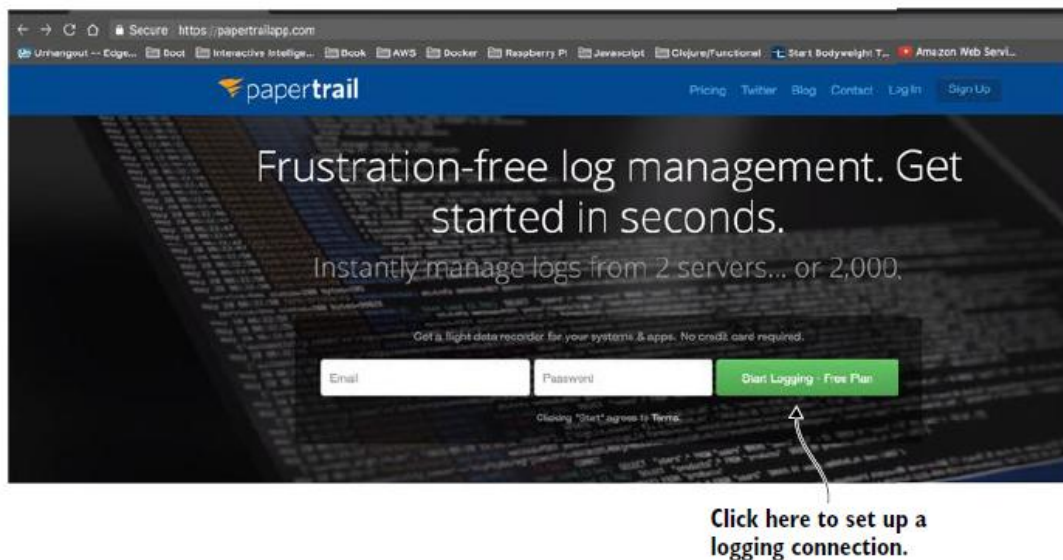 Secure https://papertrailapp.com
Unhangout -- Edge... Boot Interactive Intellige... Book AWS Docker Raspberry Pi Javascript Clojure/Functional Start Bodyweight T... Amazon Web Servi...
papertrail Pricing Twitter Blog Contact Log In Sign Up
Frustration-free log management. Get
started in seconds.
Instantly manage logs from 2 servers... or 2,000.
Get a flight data recorder for your systems & apps. No credit card required.
Email Password Start Logging - Free Plan
Clicking "Start" agrees to Terms.
Click here to set up a
logging connection.